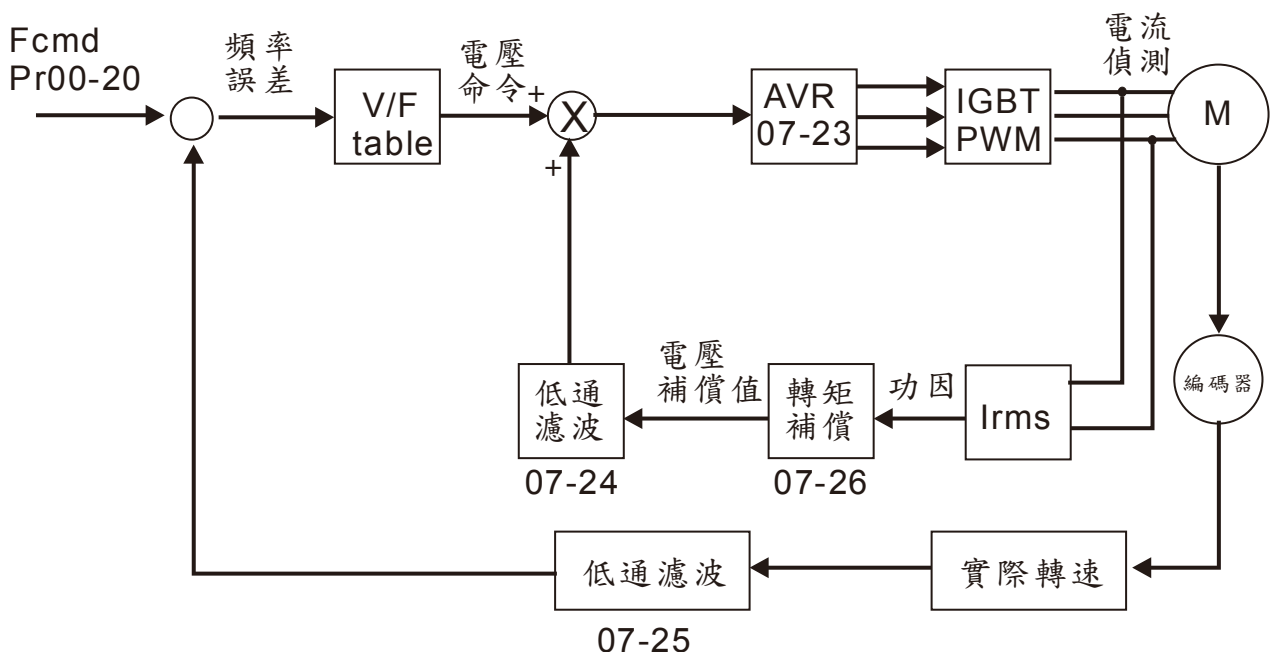 Fcmd
Pr00-20
頻率
誤差
V/F
table
電壓
命令
+
X
+
AVR
07-23
IGBT
PWM
電流
偵測
M
編碼器
低通
濾波
07-24
電壓
補償值
轉矩
補償
07-26
功因
Irms
低通濾波
07-25
實際轉速